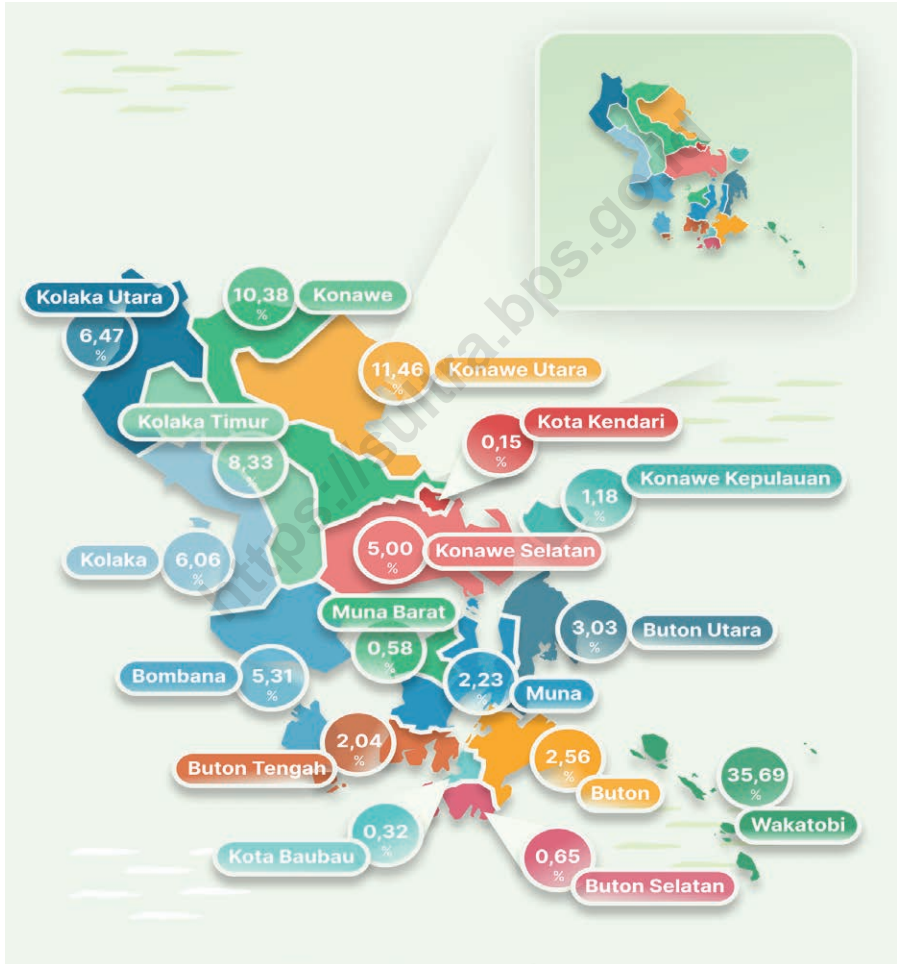 Kolaka Utara
6,47
%
10,38
%
Konawe
11,46
%
Konawe Utara
Kolaka Timur
8,33
%
Kota Kendari
0,15
%
Konawe Kepulauan
1,18
%
Kolaka
6,06
%
5,00
%
Konawe Selatan
Muna Barat
0,58
%
3,03
%
Buton Utara
Bombana
5,31
%
2,23
%
Muna
2,04
%
Buton Tengah
2,56
%
Buton
35,69
%
Wakatobi
0,32
%
Kota Baubau
0,65
%
Buton Selatan
https://sultra.bps.go.id